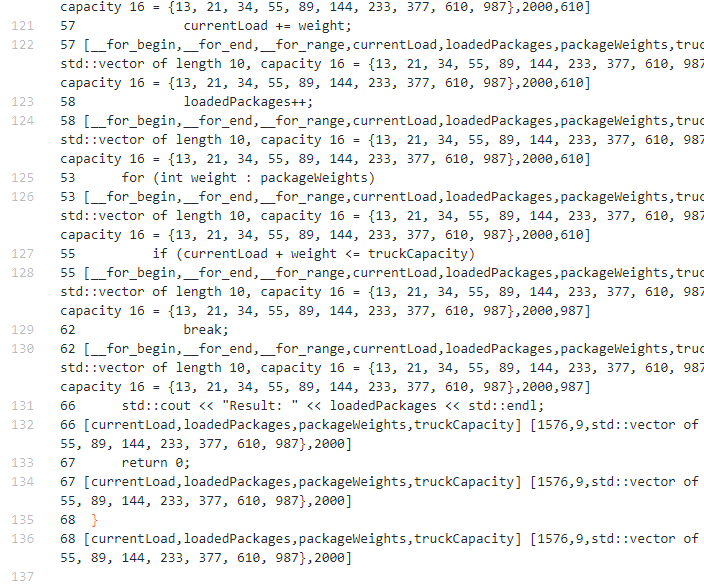 capacity 16 = {13, 21, 34, 55, 89, 144, 233, 377, 610, 987},2000,610]
121 57 currentLoad += weight;
122 57 [__for_begin,__for_end,__for_range,currentLoad,loadedPackages,packageWeights,truc
std::vector of length 10, capacity 16 = {13, 21, 34, 55, 89, 144, 233, 377, 610, 987
capacity 16 = {13, 21, 34, 55, 89, 144, 233, 377, 610, 987},2000,610]
123 58 loadedPackages++;
124 58 [__for_begin,__for_end,__for_range,currentLoad,loadedPackages,packageWeights,truc
std::vector of length 10, capacity 16 = {13, 21, 34, 55, 89, 144, 233, 377, 610, 987
capacity 16 = {13, 21, 34, 55, 89, 144, 233, 377, 610, 987},2000,610]
125 53 for (int weight : packageWeights)
126 53 [__for_begin,__for_end,__for_range,currentLoad,loadedPackages,packageWeights,truc
std::vector of length 10, capacity 16 = {13, 21, 34, 55, 89, 144, 233, 377, 610, 987
capacity 16 = {13, 21, 34, 55, 89, 144, 233, 377, 610, 987},2000,610]
127 55 if (currentLoad + weight <= truckCapacity)
128 55 [__for_begin,__for_end,__for_range,currentLoad,loadedPackages,packageWeights,truc
std::vector of length 10, capacity 16 = {13, 21, 34, 55, 89, 144, 233, 377, 610, 987
capacity 16 = {13, 21, 34, 55, 89, 144, 233, 377, 610, 987},2000,987]
129 62 break;
130 62 [__for_begin,__for_end,__for_range,currentLoad,loadedPackages,packageWeights,truc
std::vector of length 10, capacity 16 = {13, 21, 34, 55, 89, 144, 233, 377, 610, 987
capacity 16 = {13, 21, 34, 55, 89, 144, 233, 377, 610, 987},2000,987]
131 66 std::cout << "Result: " << loadedPackages << std::endl;
132 66 [currentLoad,loadedPackages,packageWeights,truckCapacity] [1576,9,std::vector of
55, 89, 144, 233, 377, 610, 987},2000]
133 67 return 0;
134 67 [currentLoad,loadedPackages,packageWeights,truckCapacity] [1576,9,std::vector of
55, 89, 144, 233, 377, 610, 987},2000]
135 68 }
136 68 [currentLoad,loadedPackages,packageWeights,truckCapacity] [1576,9,std::vector of
55, 89, 144, 233, 377, 610, 987},2000]
137